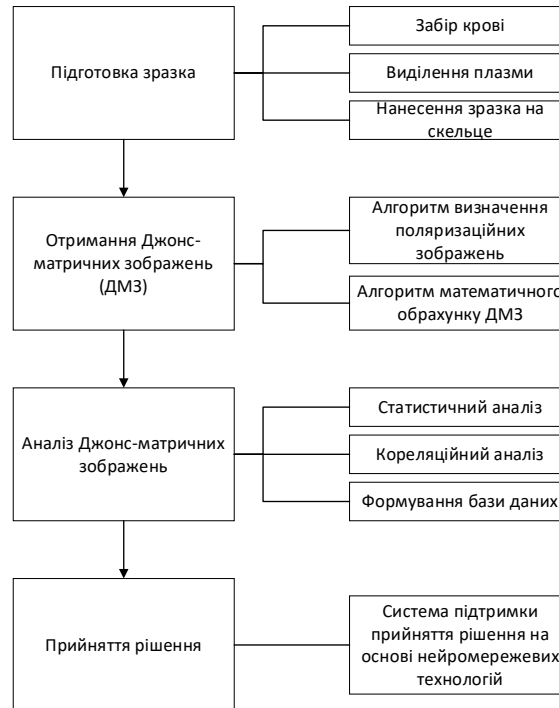 Підготовка зразка
Забір крові
Виділення плазми
Нанесення зразка на
скельце
Отримання Джонс-
матричних зображень
(ДМЗ)
Алгоритм визначення
поляризаційних
зображень
Алгоритм математичного
обрахунку ДМЗ
Аналіз Джонс-матричних
зображень
Статистичний аналіз
Кореляційний аналіз
Формування бази даних
Прийняття рішення
Система підтримки
прийняття рішення на
основі нейромережевих
технологій